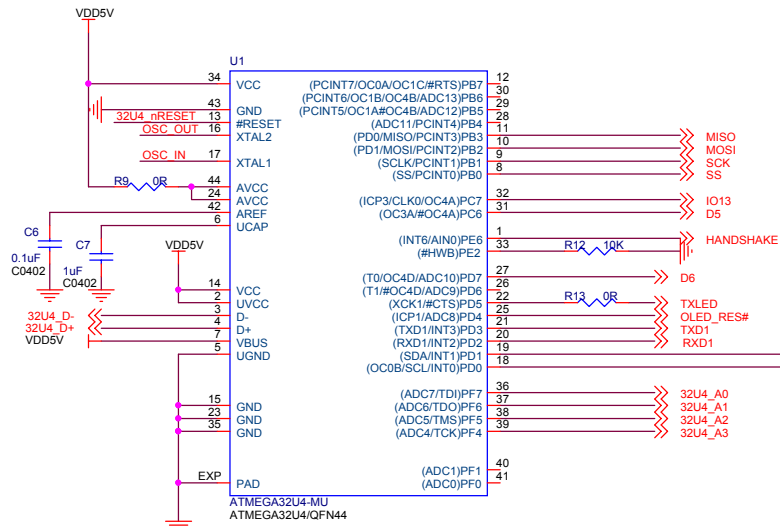 VDD5V
U1
34 VCC (PCINT7/OC0A/OC1C/#RTS)PB7 12
(PCINT6/OC1B/OC4B/ADC13)PB6 30
43 GND (PCINT5/OC1A#OC4B/ADC12)PB5 29
32U4_nRESET 13 #RESET (ADC11/PCINT4)PB4 28
OSC_OUT 16 XTAL2 (PD0/MISO/PCINT3)PB3 11 MISO
(PD1/MOSI/PCINT2)PB2 10 MOSI
OSC_IN 17 XTAL1 (SCLK/PCINT1)PB1 9 SCK
(SS/PCINT0)PB0 8 SS
R9 0R 44 AVCC
24 AVCC (ICP3/CLK0/OC4A)PC7 32 IO13
42 AREF (OC3A/#OC4A)PC6 31 D5
6 UCAP
C6 0.1uF C0402
C7 1uF C0402
(INT6/AIN0)PE6 1 HANDSHAKE
VDD5V (#HWB)PE2 33 R12 10K
(T0/OC4D/ADC10)PD7 27 D6
14 VCC (T1/#OC4D/ADC9)PD6 26
2 UVCC (XCK1/#CTS)PD5 22 R13 0R TXLED
32U4_D- 3 D- (ICP1/ADC8)PD4 25 OLED_RES#
32U4_D+ 4 D+ (TXD1/INT3)PD3 21 TXD1
VDD5V 7 VBUS (RXD1/INT2)PD2 20 RXD1
5 UGND (SDA/INT1)PD1 19
(OC0B/SCL/INT0)PD0 18
(ADC7/TDI)PF7 36 32U4_A0
15 GND (ADC6/TDO)PF6 37 32U4_A1
23 GND (ADC5/TMS)PF5 38 32U4_A2
35 GND (ADC4/TCK)PF4 39 32U4_A3
(ADC1)PF1 40
EXP PAD (ADC0)PF0 41
ATMEGA32U4-MU
ATMEGA32U4/QFN44